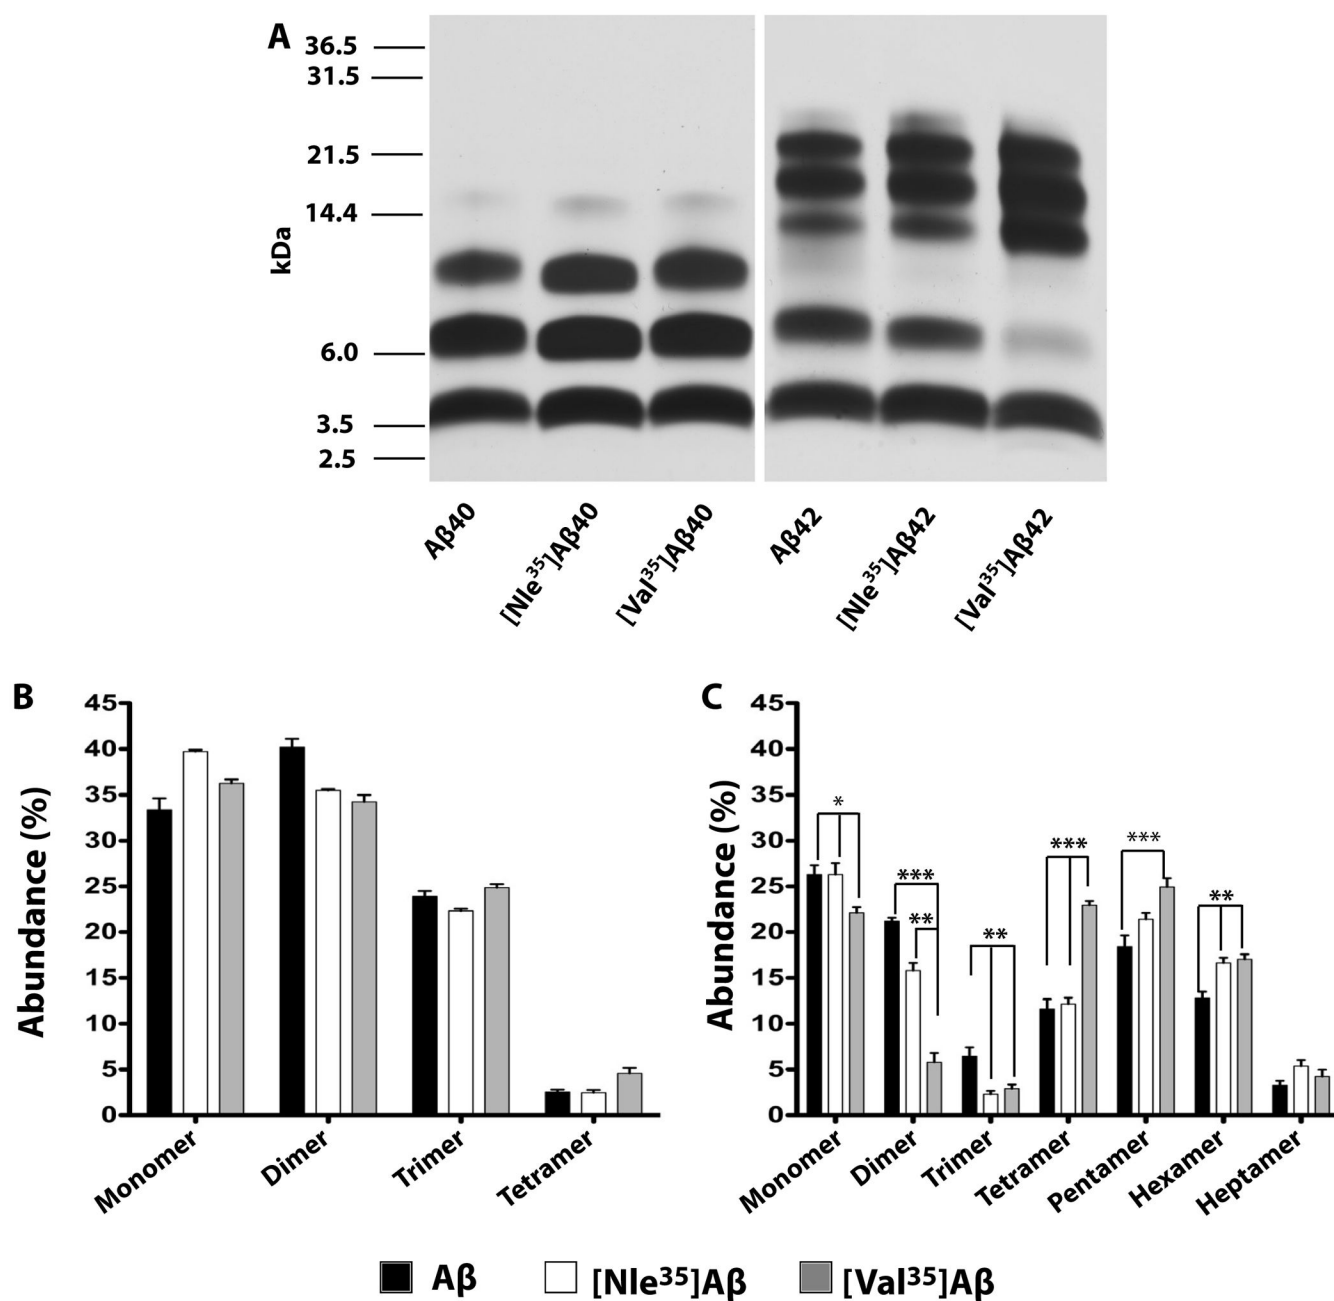 A
36.5
31.5
21.5
14.4
kDa
6.0
3.5
2.5
Aβ40
[Nle³⁵]Aβ40
[Val³⁵]Aβ40
Aβ42
[Nle³⁵]Aβ42
[Val³⁵]Aβ42
B
Abundance (%)
45
40
35
30
25
20
15
10
5
0
Monomer
Dimer
Trimer
Tetramer
C
Abundance (%)
45
40
35
30
25
20
15
10
5
0
*
***
**
**
***
***
**
Monomer
Dimer
Trimer
Tetramer
Pentamer
Hexamer
Heptamer
Aβ [Nle³⁵]Aβ [Val³⁵]Aβ